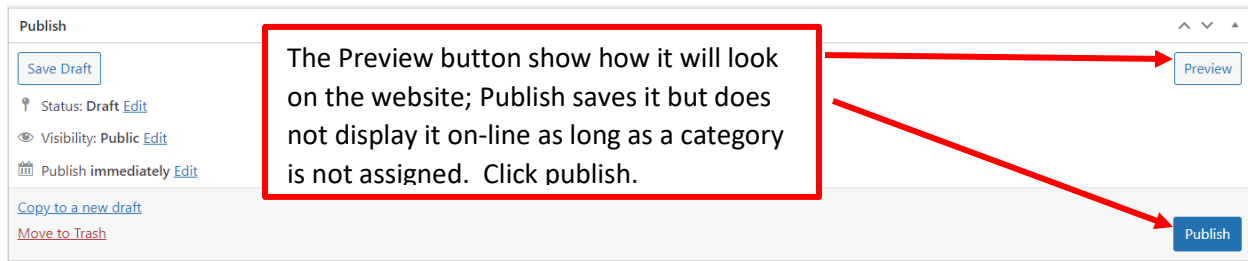 Publish
Save Draft
Preview
Status: Draft Edit
Visibility: Public Edit
Publish immediately Edit
Copy to a new draft
Move to Trash
Publish
The Preview button show how it will look
on the website; Publish saves it but does
not display it on-line as long as a category
is not assigned.  Click publish.